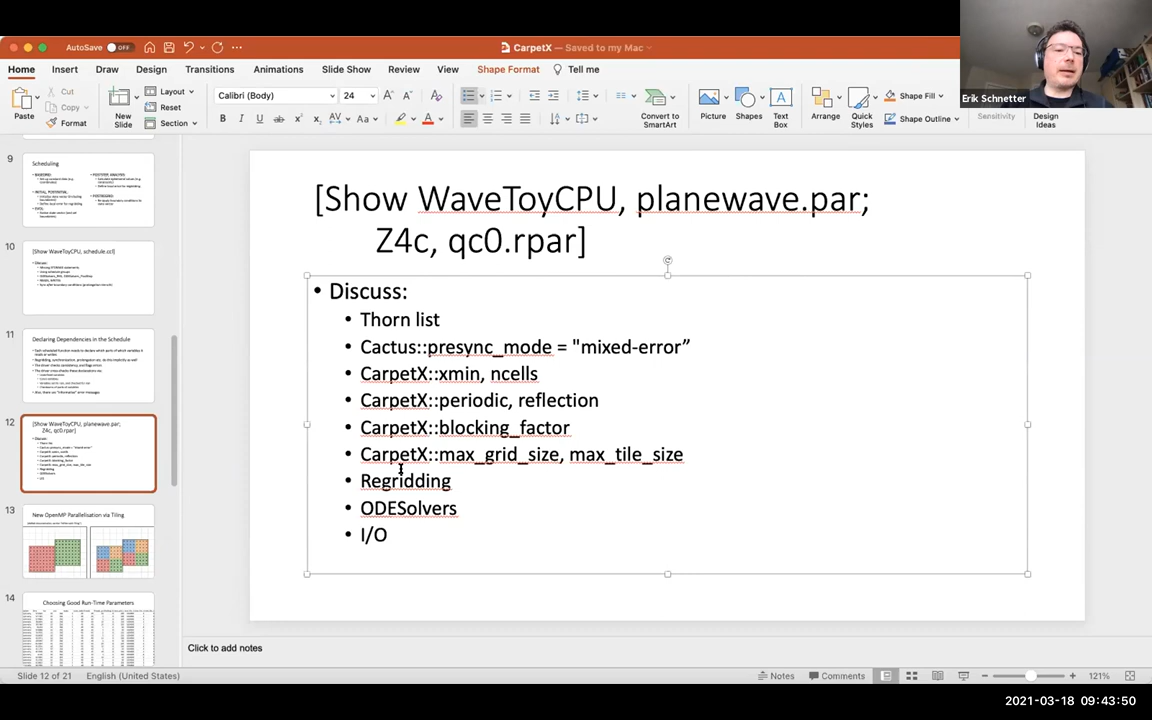 AutoSave OFF
CarpetX — Saved to my Mac
Home Insert Draw Design Transitions Animations Slide Show Review View Shape Format Tell me
Paste
Cut
Copy
Format
New Slide
Layout
Reset
Section
Calibri (Body) 24
Convert to SmartArt
Picture
Shapes
Text Box
Arrange
Quick Styles
Shape Fill
Shape Outline
Sensitivity
Design Ideas
Erik Schnetter
9
Scheduling
10
[Show WaveToyCPU, schedule.ccl]
11
Declaring Dependencies in the Schedule
12
[Show WaveToyCPU, planewave.par;
Z4c, qc0.rpar]
13
New OpenMP Parallelisation via Tiling
14
Choosing Good Run-Time Parameters
[Show WaveToyCPU, planewave.par;
Z4c, qc0.rpar]
• Discuss:
• Thorn list
• Cactus::presync_mode = "mixed-error”
• CarpetX::xmin, ncells
• CarpetX::periodic, reflection
• CarpetX::blocking_factor
• CarpetX::max_grid_size, max_tile_size
• Regridding
• ODESolvers
• I/O
Click to add notes
Slide 12 of 21 English (United States)
Notes Comments 121%
2021-03-18 09:43:50